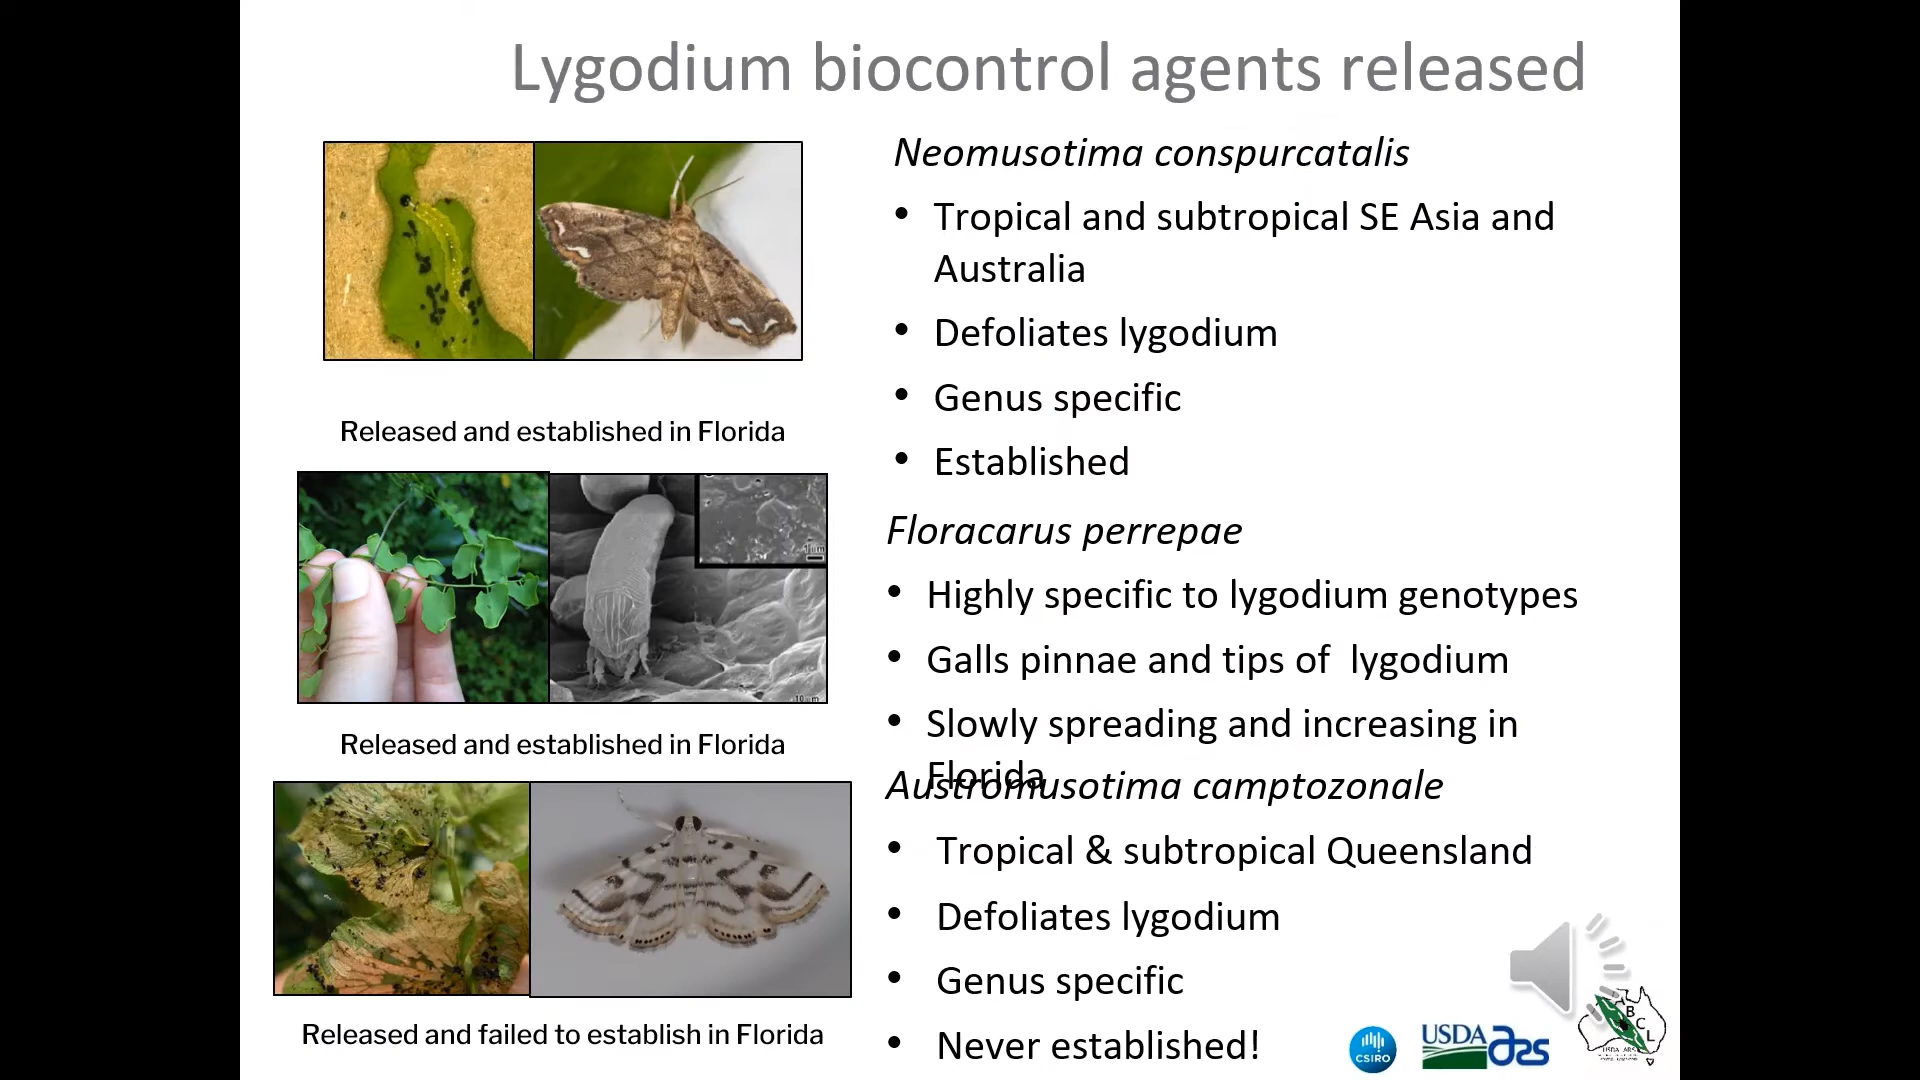 Lygodium biocontrol agents released
Neomusotima conspurcatalis
• Tropical and subtropical SE Asia and
Australia
• Defoliates lygodium
• Genus specific
• Established
Released and established in Florida
Floracarus perrepae
• Highly specific to lygodium genotypes
• Galls pinnae and tips of lygodium
• Slowly spreading and increasing in
Florida
Released and established in Florida
Austromusotima camptozonale
• Tropical & subtropical Queensland
• Defoliates lygodium
• Genus specific
• Never established!
Released and failed to establish in Florida
CSIRO
USDA ars
A B C L
USDA ARS